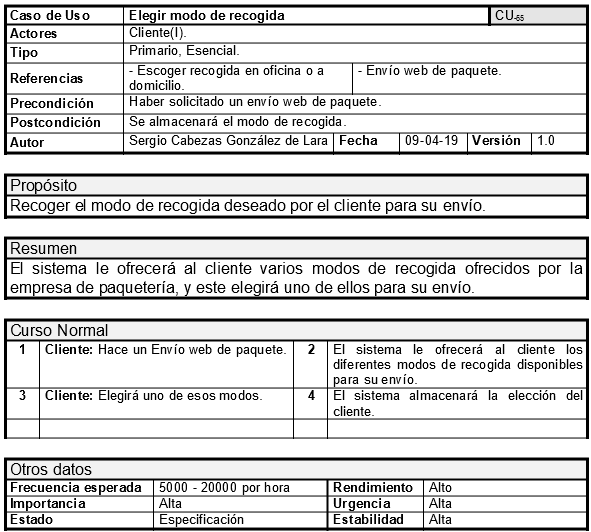 Caso de Uso Elegir modo de recogida CU-55
Actores Cliente(I).
Tipo Primario, Esencial.
Referencias - Escoger recogida en oficina o a domicilio. - Envío web de paquete.
Precondición Haber solicitado un envío web de paquete.
Postcondición Se almacenará el modo de recogida.
Autor Sergio Cabezas González de Lara Fecha 09-04-19 Versión 1.0
Propósito
Recoger el modo de recogida deseado por el cliente para su envío.
Resumen
El sistema le ofrecerá al cliente varios modos de recogida ofrecidos por la
empresa de paquetería, y este elegirá uno de ellos para su envío.
Curso Normal
1 Cliente: Hace un Envío web de paquete.
2 El sistema le ofrecerá al cliente los
diferentes modos de recogida disponibles
para su envío.
3 Cliente: Elegirá uno de esos modos.
4 El sistema almacenará la elección del
cliente.
Otros datos
Frecuencia esperada 5000 - 20000 por hora Rendimiento Alto
Importancia Alta Urgencia Alta
Estado Especificación Estabilidad Alta